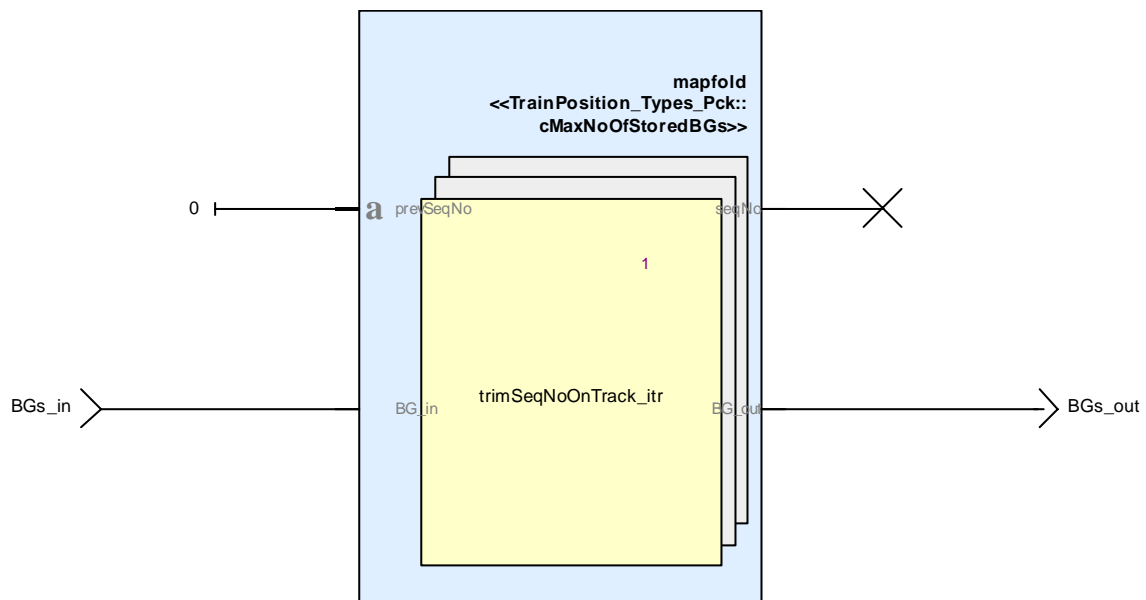 mapfold
<<TrainPosition_Types_Pck::
cMaxNoOfStoredBGs>>
0
a
prevSeqNo
seqNo
1
trimSeqNoOnTrack_itr
BGs_in
BG_in
BG_out
BGs_out